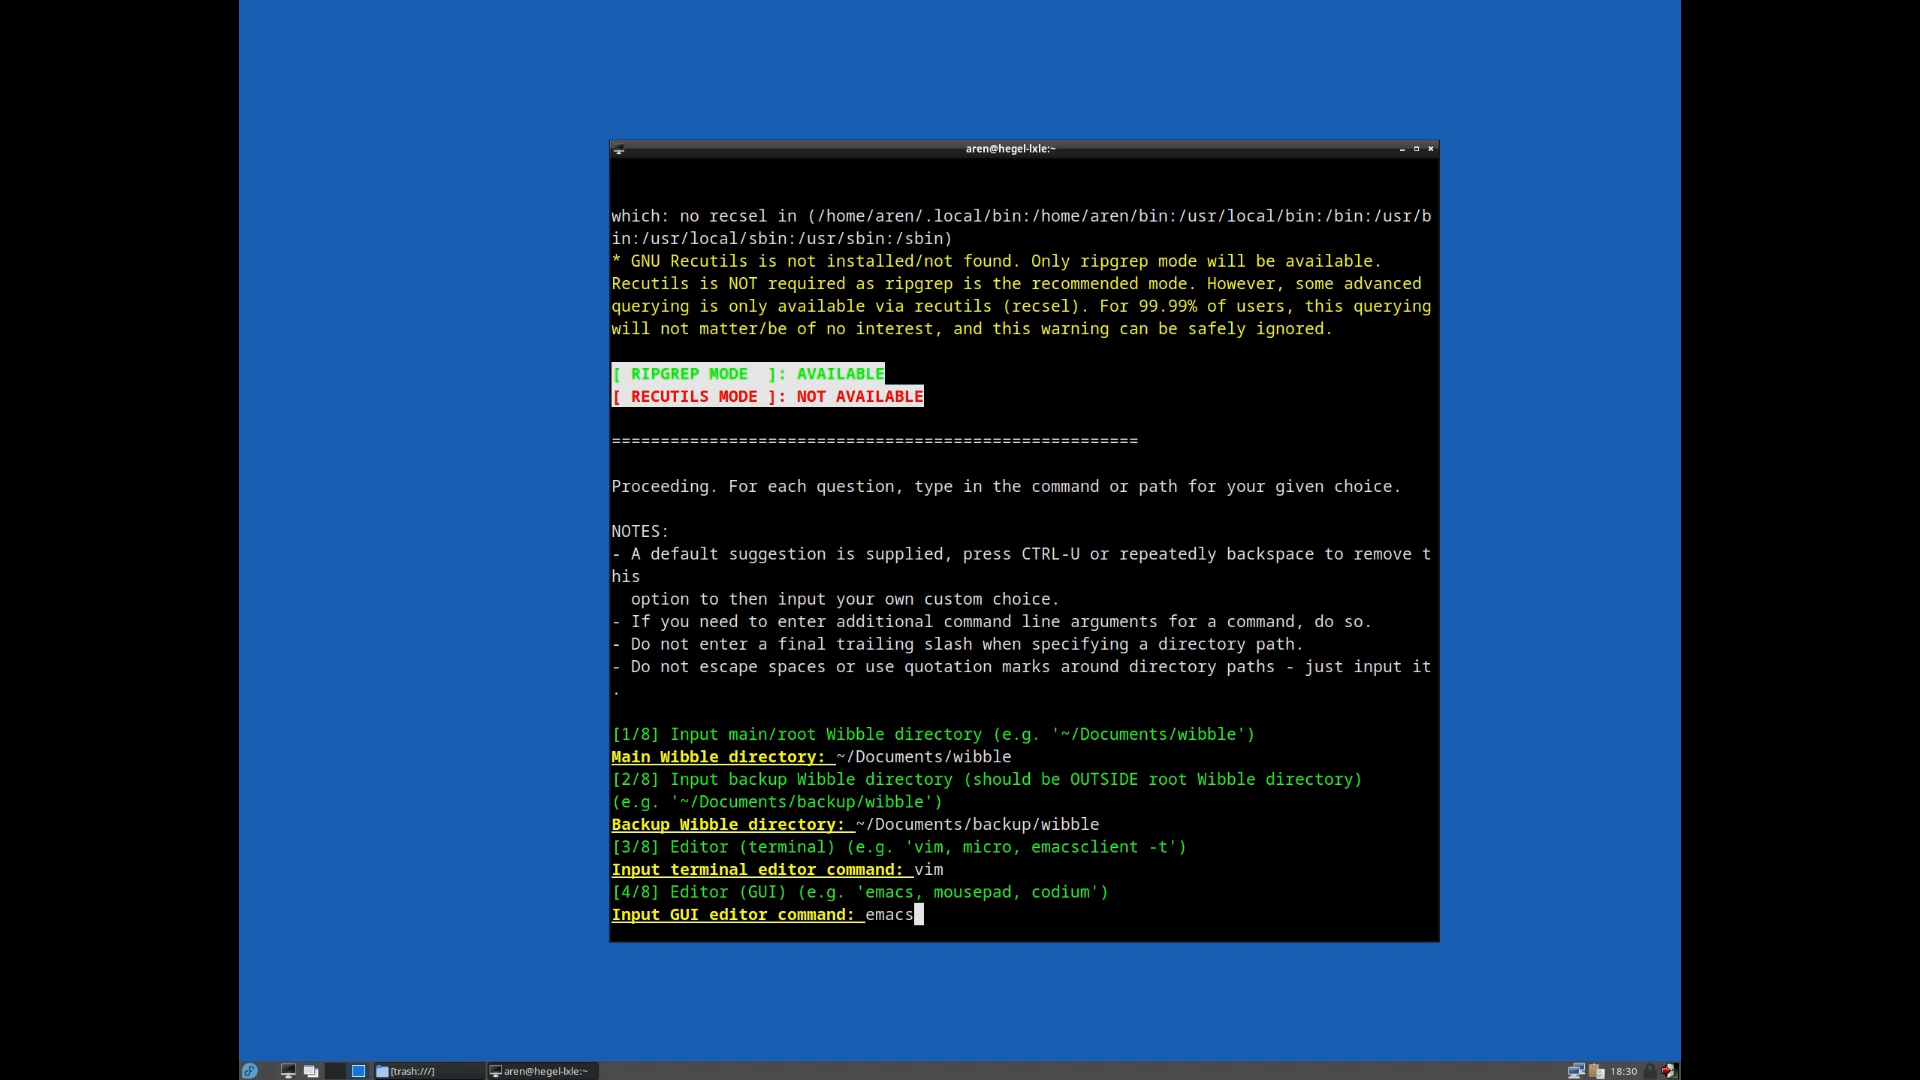 aren@hegel-lxle:~
which: no recsel in (/home/aren/.local/bin:/home/aren/bin:/usr/local/bin:/bin:/usr/b
in:/usr/local/sbin:/usr/sbin:/sbin)
* GNU Recutils is not installed/not found. Only ripgrep mode will be available.
Recutils is NOT required as ripgrep is the recommended mode. However, some advanced
querying is only available via recutils (recsel). For 99.99% of users, this querying
will not matter/be of no interest, and this warning can be safely ignored.
[ RIPGREP MODE  ]: AVAILABLE
[ RECUTILS MODE ]: NOT AVAILABLE
======================================================
Proceeding. For each question, type in the command or path for your given choice.
NOTES:
- A default suggestion is supplied, press CTRL-U or repeatedly backspace to remove t
his
  option to then input your own custom choice.
- If you need to enter additional command line arguments for a command, do so.
- Do not enter a final trailing slash when specifying a directory path.
- Do not escape spaces or use quotation marks around directory paths - just input it
.
[1/8] Input main/root Wibble directory (e.g. '~/Documents/wibble')
Main Wibble directory: ~/Documents/wibble
[2/8] Input backup Wibble directory (should be OUTSIDE root Wibble directory)
(e.g. '~/Documents/backup/wibble')
Backup Wibble directory: ~/Documents/backup/wibble
[3/8] Editor (terminal) (e.g. 'vim, micro, emacsclient -t')
Input terminal editor command: vim
[4/8] Editor (GUI) (e.g. 'emacs, mousepad, codium')
Input GUI editor command: emacs
[trash:///] aren@hegel-lxle:~ 18:30